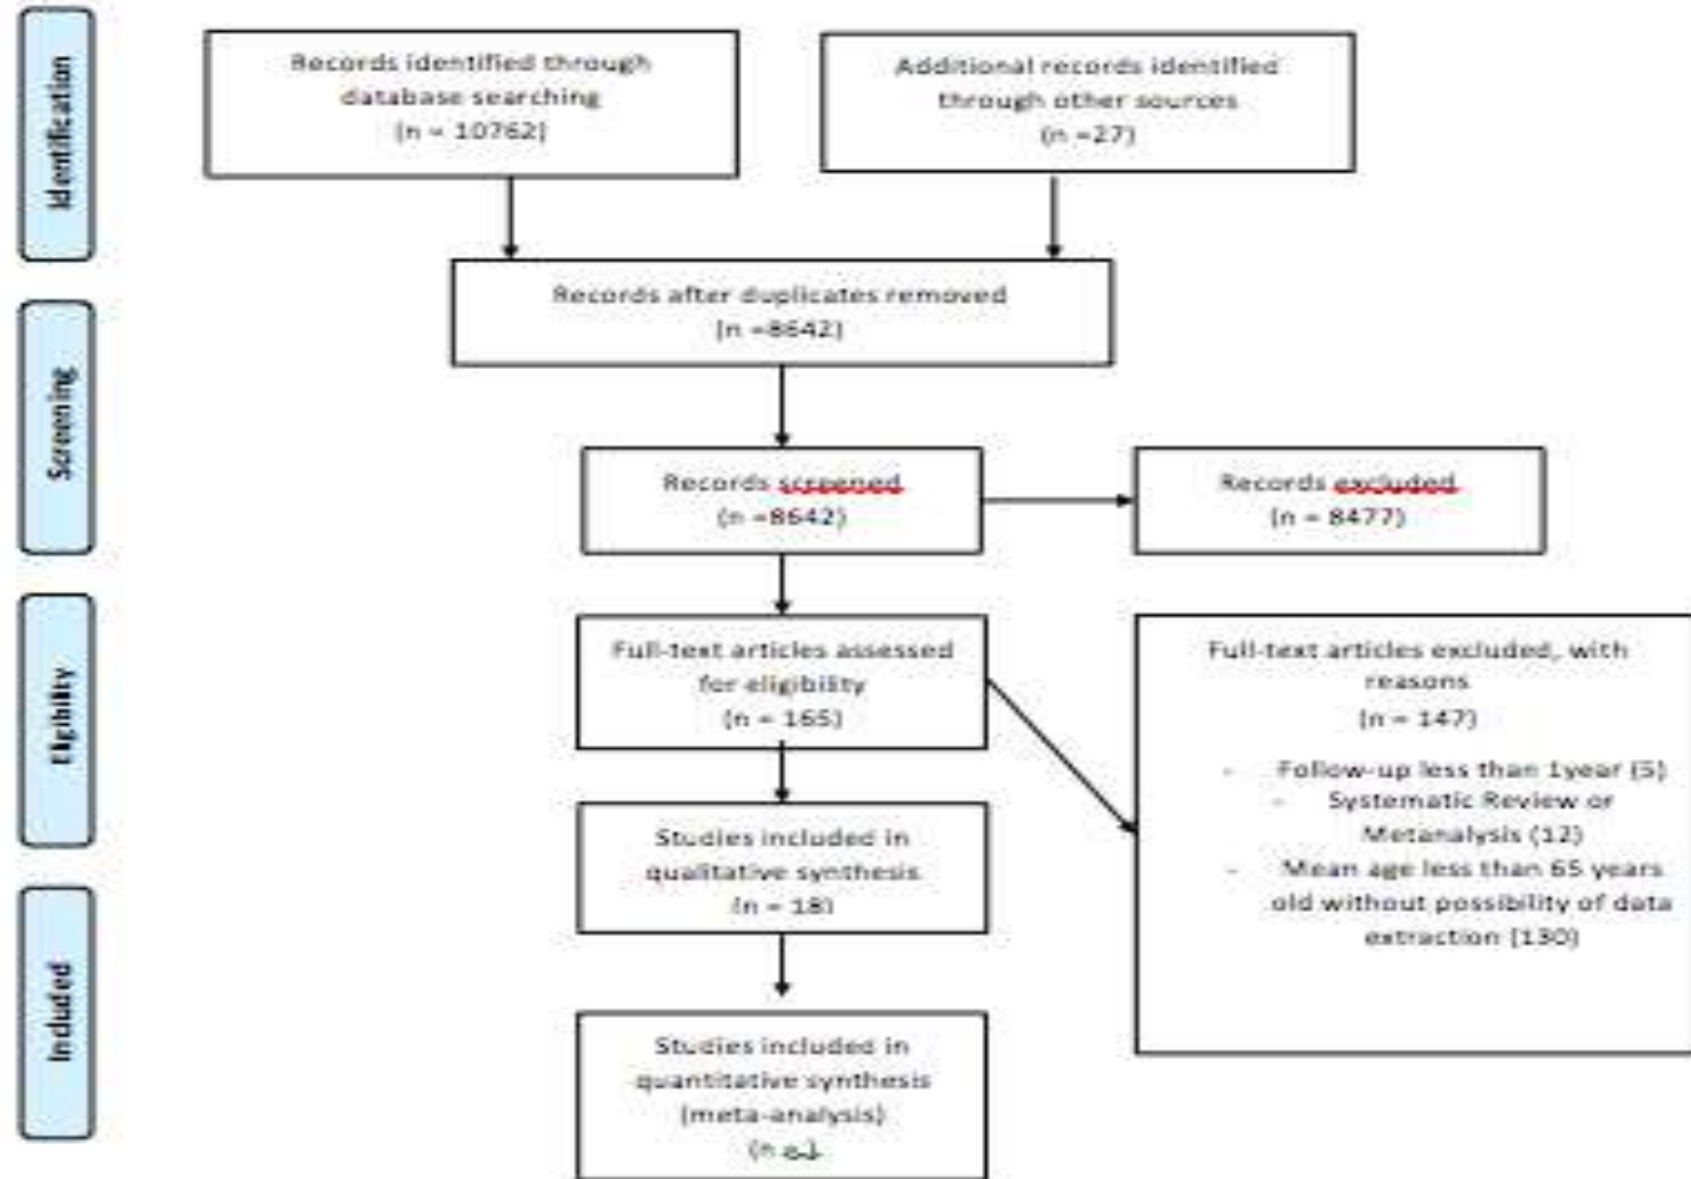 Identification
Records identified through
database searching
(n = 10762)
Additional records identified
through other sources
(n =27)
Records after duplicates removed
(n =8642)
Screening
Records screened
(n =8642)
Records excluded
(n = 8477)
Eligibility
Full-text articles assessed
for eligibility
(n = 165)
Full-text articles excluded, with
reasons
(n = 147)
- Follow-up less than 1year (5)
- Systematic Review or
Metanalysis (12)
- Mean age less than 65 years
old without possibility of data
extraction (130)
Studies included in
qualitative synthesis
(n = 18)
Included
Studies included in
quantitative synthesis
(meta-analysis)
(n